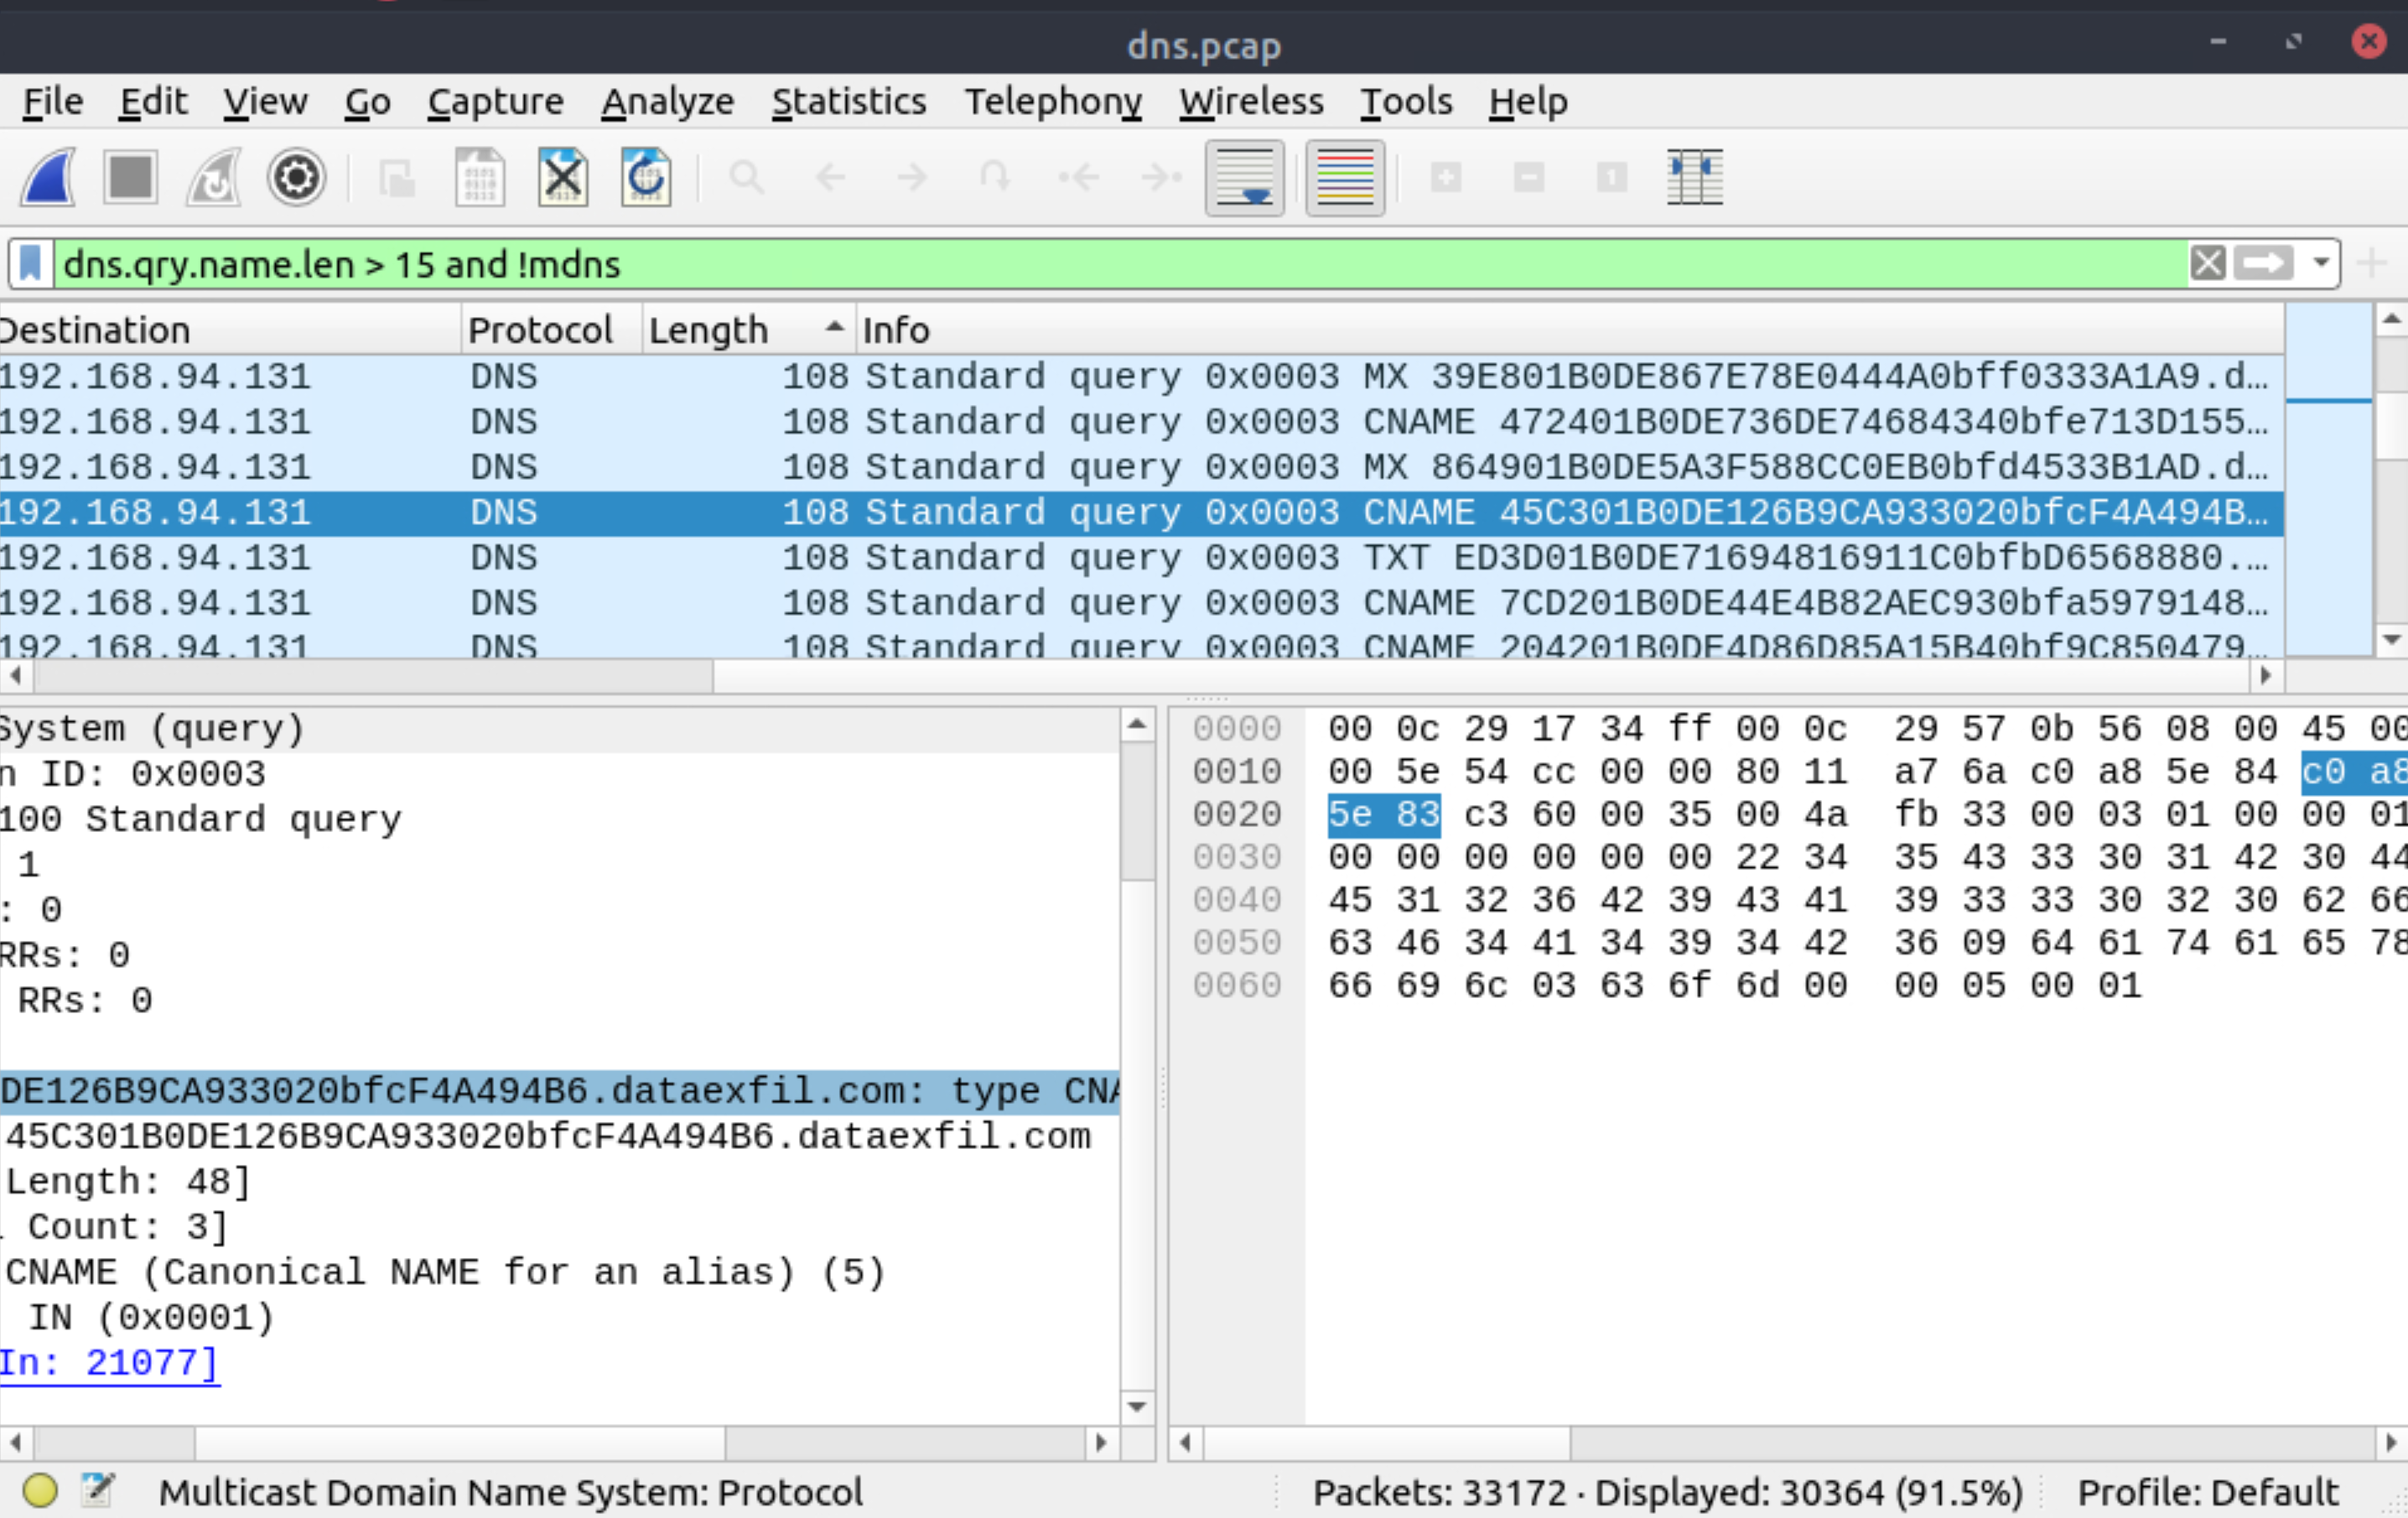 dns.pcap
File Edit View Go Capture Analyze Statistics Telephony Wireless Tools Help
dns.qry.name.len > 15 and !mdns
Destination Protocol Length Info
192.168.94.131 DNS 108 Standard query 0x0003 MX 39E801B0DE867E78E0444A0bff0333A1A9.d…
192.168.94.131 DNS 108 Standard query 0x0003 CNAME 472401B0DE736DE74684340bfe713D155…
192.168.94.131 DNS 108 Standard query 0x0003 MX 864901B0DE5A3F588CC0EB0bfd4533B1AD.d…
192.168.94.131 DNS 108 Standard query 0x0003 CNAME 45C301B0DE126B9CA933020bfcF4A494B…
192.168.94.131 DNS 108 Standard query 0x0003 TXT ED3D01B0DE71694816911C0bfbD6568880.…
192.168.94.131 DNS 108 Standard query 0x0003 CNAME 7CD201B0DE44E4B82AEC930bfa5979148…
192.168.94.131 DNS 108 Standard query 0x0003 CNAME 204201B0DE4D86D85A15B40bf9C850479…
System (query)
n ID: 0x0003
100 Standard query
1
: 0
RRs: 0
RRs: 0
DE126B9CA933020bfcF4A494B6.dataexfil.com: type CNA
45C301B0DE126B9CA933020bfcF4A494B6.dataexfil.com
Length: 48]
Count: 3]
CNAME (Canonical NAME for an alias) (5)
IN (0x0001)
In: 21077]
0000 00 0c 29 17 34 ff 00 0c 29 57 0b 56 08 00 45 00
0010 00 5e 54 cc 00 00 80 11 a7 6a c0 a8 5e 84 c0 a8
0020 5e 83 c3 60 00 35 00 4a fb 33 00 03 01 00 00 01
0030 00 00 00 00 00 00 22 34 35 43 33 30 31 42 30 44
0040 45 31 32 36 42 39 43 41 39 33 33 30 32 30 62 66
0050 63 46 34 41 34 39 34 42 36 09 64 61 74 61 65 78
0060 66 69 6c 03 63 6f 6d 00 00 05 00 01
Multicast Domain Name System: Protocol Packets: 33172 · Displayed: 30364 (91.5%) Profile: Default